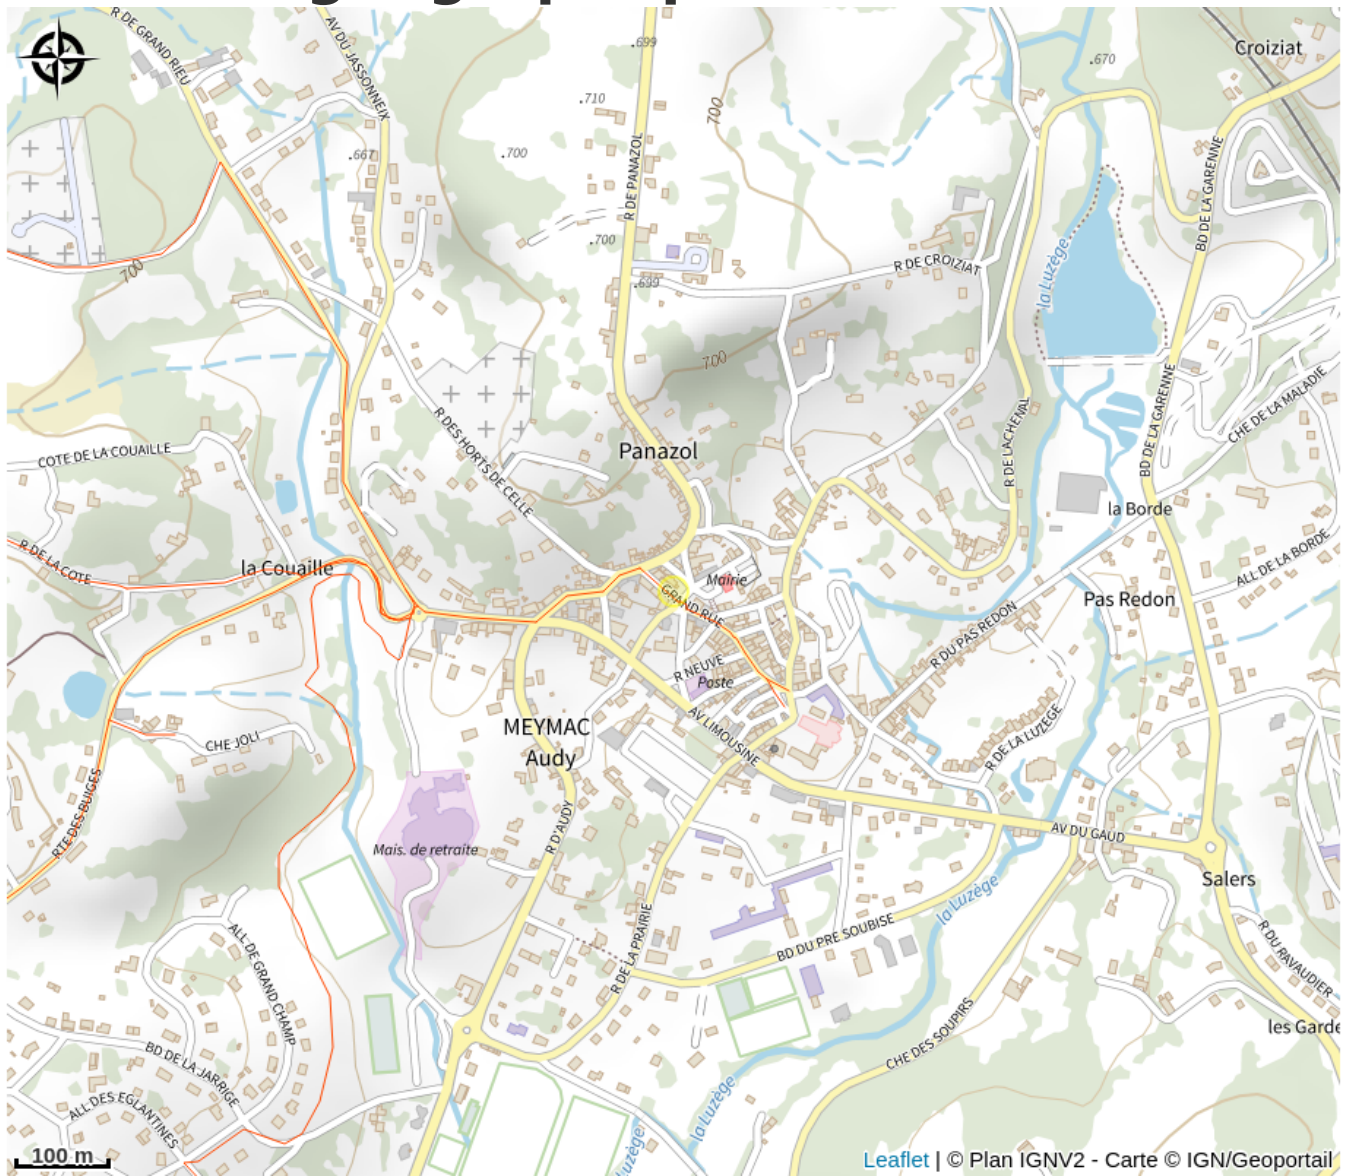 R DE GRAND RIEU
AV DU JASSONNEIX
.699
.670
Croiziat
.710
700
.700
.667
R DE PANAZOL
BD DE LA GARENNE
.700
700
R DE CROIZIAT
la Luzège
.699
700
R DES HORTS DE CELLE
Panazol
R DE LACHENAL
BD DE LA GARENNE
CHE DE LA MALADIE
COTE DE LA COUAILLE
la Borde
R DE LA COTE
la Couaille
Mairie
GRAND RUE
ALL DE LA BORDE
Pas Redon
R DU PAS REDON
R NEUVE
Poste
MEYMAC
Audy
AV LIMOUSINE
CHE JOLI
R DE LA LUZEGE
RTE DES BUIGES
R D'AUDY
Mais. de retraite
AV DU GAUD
Salers
la Luzège
R DE LA PRAIRIE
BD DU PRE SOUBISE
ALL DE GRAND CHAMP
R DU RAVAUDIER
CHE DES SOUPIRS
les Garde
BD DE LA JARRIGE
ALL DES EGLANTINES
la Luzège
Luzège
100 m
Leaflet | © Plan IGNV2 - Carte © IGN/Geoportail